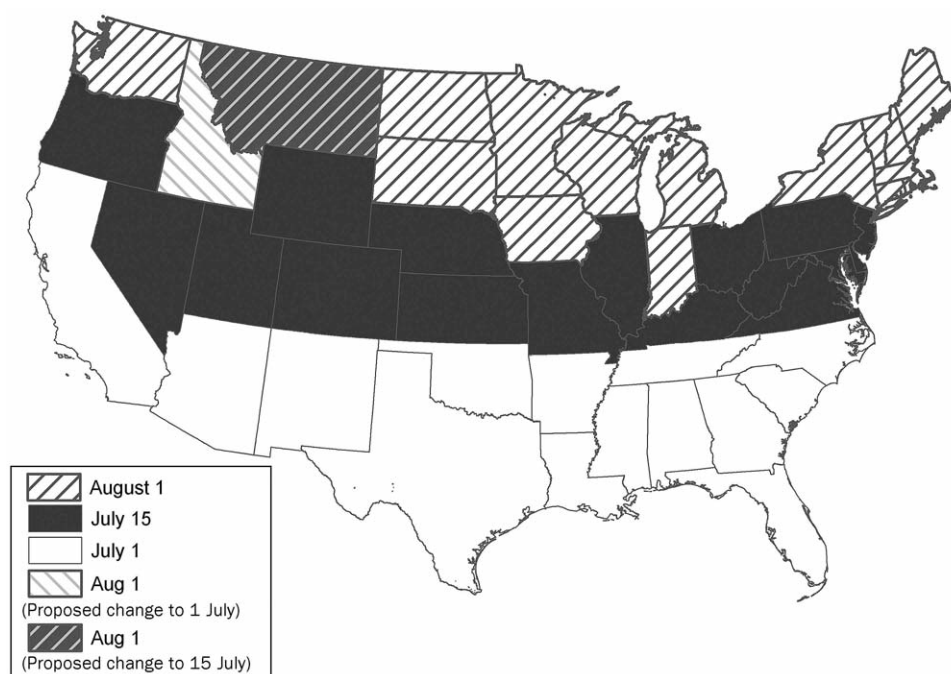 August 1
July 15
July 1
Aug 1
(Proposed change to 1 July)
Aug 1
(Proposed change to 15 July)